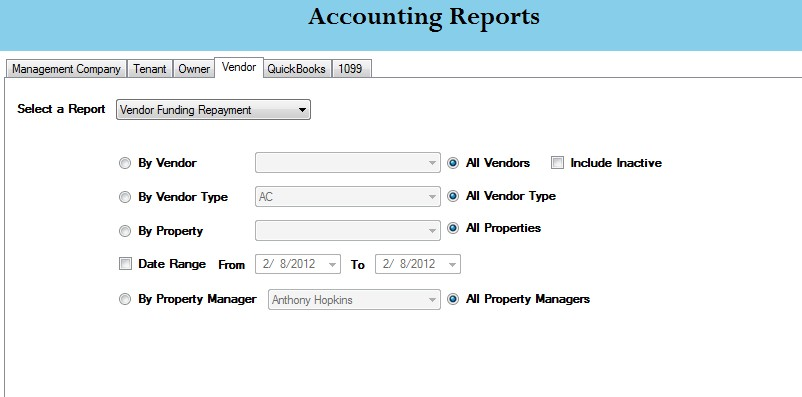 Accounting Reports
Management Company Tenant Owner Vendor QuickBooks 1099
Select a Report Vendor Funding Repayment
By Vendor All Vendors Include Inactive
By Vendor Type AC All Vendor Type
By Property All Properties
Date Range From 2/ 8/2012 To 2/ 8/2012
By Property Manager Anthony Hopkins All Property Managers